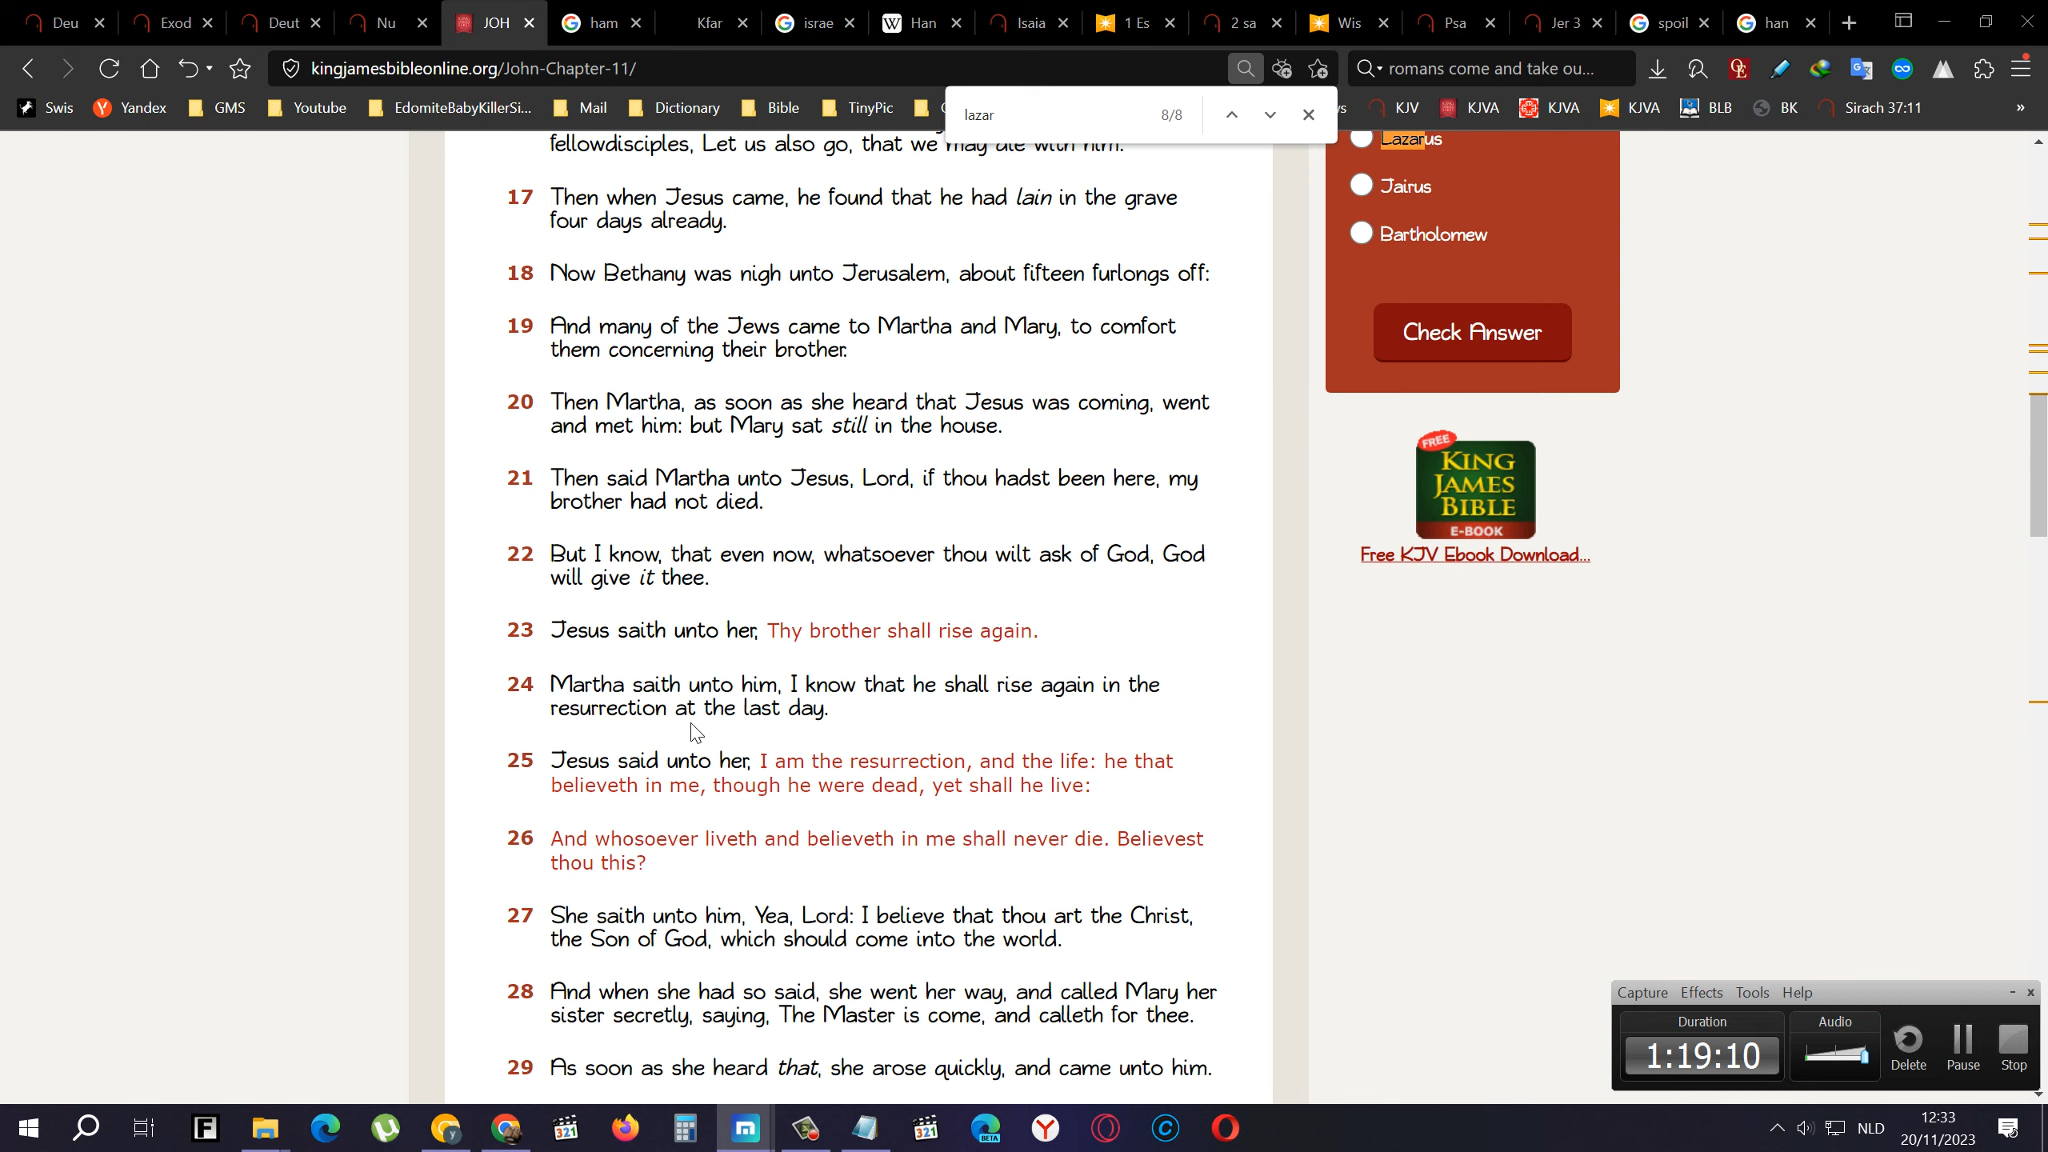 Deu
Exod
Deut
Nu
JOH
ham
Kfar
israe
Han
Isaia
1 Es
2 sa
Wis
Psa
Jer 3
spoil
han
kingjamesbibleonline.org/John-Chapter-11/
romans come and take ou...
Swis
Yandex
GMS
Youtube
EdomiteBabyKillerSi...
Mail
Dictionary
Bible
TinyPic
KJV
KJVA
KJVA
KJVA
BLB
BK
Sirach 37:11
lazar 8/8
fellowdisciples, Let us also go, that we may die with him.
17 Then when Jesus came, he found that he had lain in the grave
four days already.
18 Now Bethany was nigh unto Jerusalem, about fifteen furlongs off:
19 And many of the Jews came to Martha and Mary, to comfort
them concerning their brother.
20 Then Martha, as soon as she heard that Jesus was coming, went
and met him: but Mary sat still in the house.
21 Then said Martha unto Jesus, Lord, if thou hadst been here, my
brother had not died.
22 But I know, that even now, whatsoever thou wilt ask of God, God
will give it thee.
23 Jesus saith unto her, Thy brother shall rise again.
24 Martha saith unto him, I know that he shall rise again in the
resurrection at the last day.
25 Jesus said unto her, I am the resurrection, and the life: he that
believeth in me, though he were dead, yet shall he live:
26 And whosoever liveth and believeth in me shall never die. Believest
thou this?
27 She saith unto him, Yea, Lord: I believe that thou art the Christ,
the Son of God, which should come into the world.
28 And when she had so said, she went her way, and called Mary her
sister secretly, saying, The Master is come, and calleth for thee.
29 As soon as she heard that, she arose quickly, and came unto him.
Lazarus
Jairus
Bartholomew
Check Answer
FREE
KING
JAMES
BIBLE
E-BOOK
Free KJV Ebook Download...
Capture Effects Tools Help
Duration
1:19:10
Audio
Delete
Pause
Stop
321
321
BETA
NLD
12:33
20/11/2023